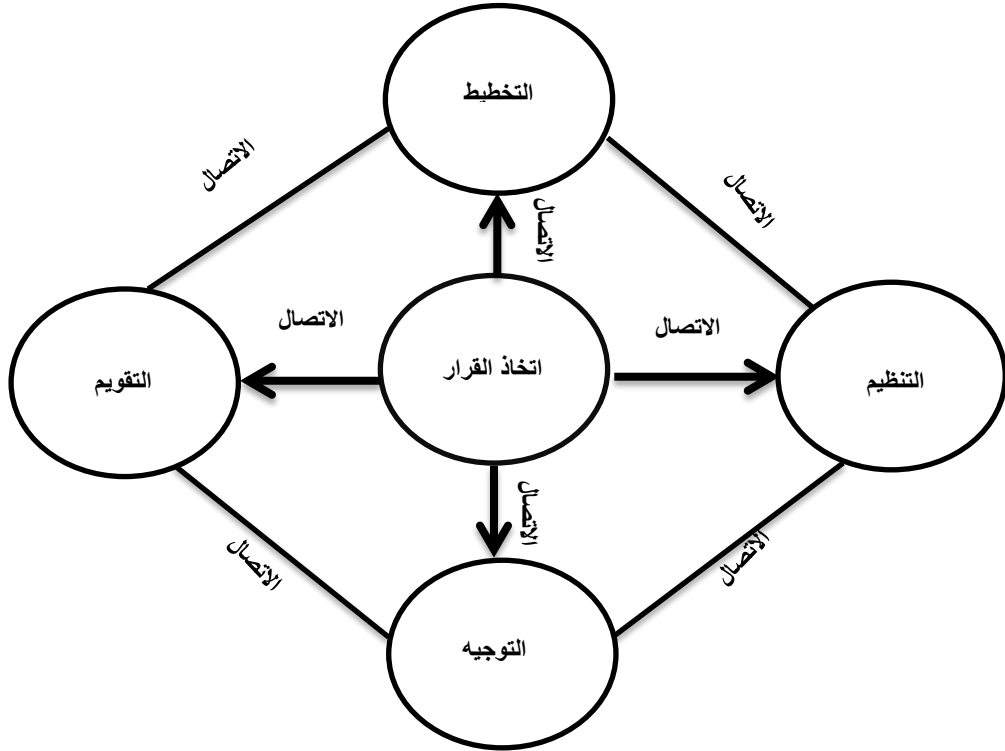 التخطيط
الاتصال
الاتصال
الاتصال
الاتصال
الاتصال
التنظيم
اتخاذ القرار
التقويم
الاتصال
الاتصال
الاتصال
التوجيه